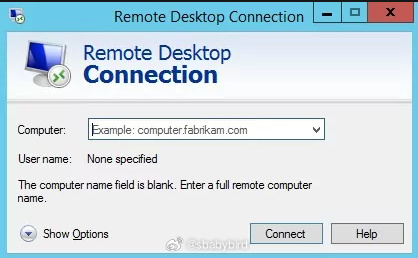 Remote Desktop Connection
Remote Desktop
Connection
Computer:
Example: computer.fabrikam.com
User name: None specified
The computer name field is blank. Enter a full remote computer
name.
Show Options
Connect
Help
@sbabybird